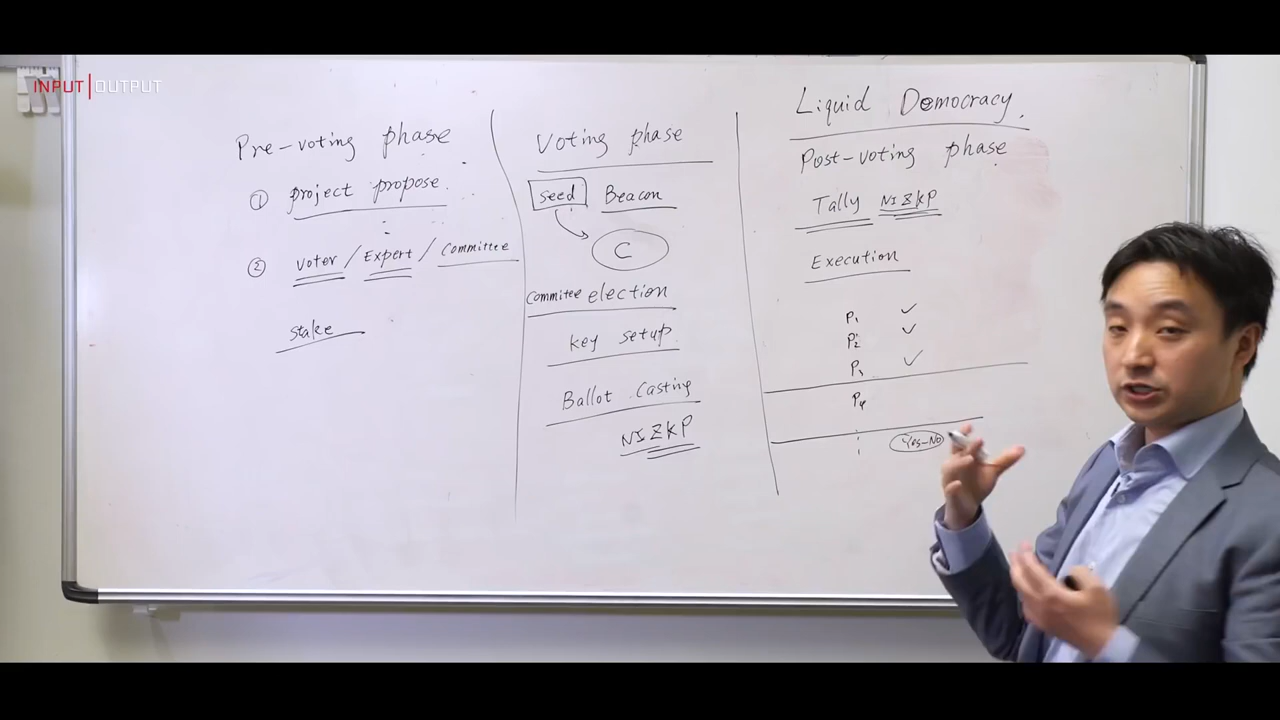 INPUT|OUTPUT
Pre-voting phase
① project propose.
② voter / Expert / Committee
stake
Voting phase
seed Beacon
C
Committee election
key setup.
Ballot Casting
NIZKP
Liquid Democracy.
Post-voting phase
Tally NIZKP
Execution
P1 ✓
P2 ✓
P3 ✓
P4
Yes-No